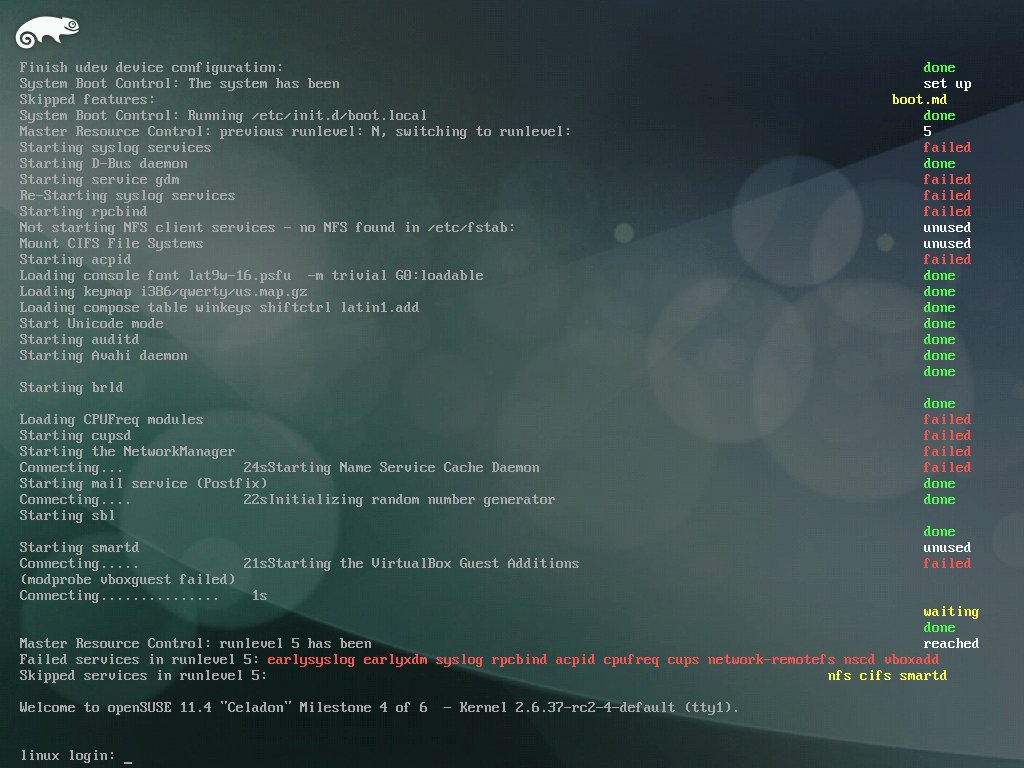 Finish udev device configuration: done
System Boot Control: The system has been set up
Skipped features: boot.md
System Boot Control: Running /etc/init.d/boot.local done
Master Resource Control: previous runlevel: N, switching to runlevel: 5
Starting syslog services failed
Starting D-Bus daemon done
Starting service gdm failed
Re-Starting syslog services failed
Starting rpcbind failed
Not starting NFS client services - no NFS found in /etc/fstab: unused
Mount CIFS File Systems unused
Starting acpid failed
Loading console font lat9w-16.psfu  -m trivial G0:loadable done
Loading keymap i386/qwerty/us.map.gz done
Loading compose table winkeys shiftctrl latin1.add done
Start Unicode mode done
Starting auditd done
Starting Avahi daemon done
done
Starting brld
done
Loading CPUFreq modules failed
Starting cupsd failed
Starting the NetworkManager failed
Connecting... 24sStarting Name Service Cache Daemon failed
Starting mail service (Postfix) done
Connecting.... 22sInitializing random number generator done
Starting sbl
done
Starting smartd unused
Connecting..... 21sStarting the VirtualBox Guest Additions failed
(modprobe vboxguest failed)
Connecting............... 1s
waiting
done
Master Resource Control: runlevel 5 has been reached
Failed services in runlevel 5: earlysyslog earlyxdm syslog rpcbind acpid cpufreq cups network-remotefs nscd vboxadd
Skipped services in runlevel 5: nfs cifs smartd
Welcome to openSUSE 11.4 "Celadon" Milestone 4 of 6  - Kernel 2.6.37-rc2-4-default (tty1).
linux login: _